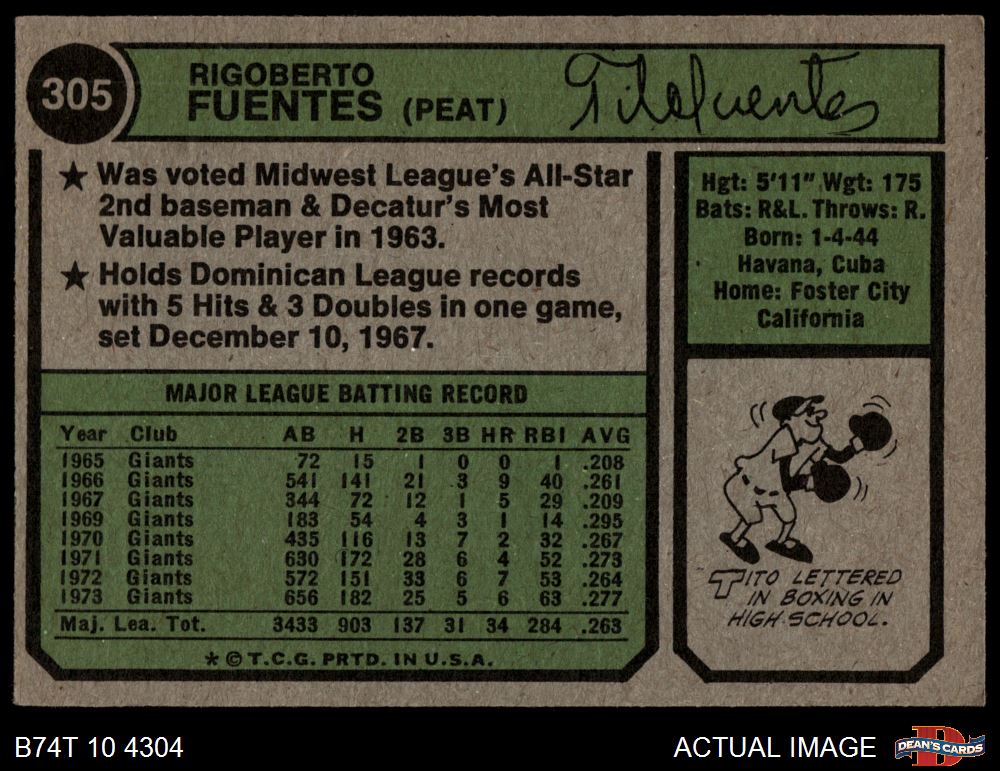 305
RIGOBERTO
FUENTES (PEAT)
Tito Fuentes
★ Was voted Midwest League's All-Star
2nd baseman & Decatur's Most
Valuable Player in 1963.
★ Holds Dominican League records
with 5 Hits & 3 Doubles in one game,
set December 10, 1967.
Hgt: 5'11" Wgt: 175
Bats: R&L. Throws: R.
Born: 1-4-44
Havana, Cuba
Home: Foster City
California
MAJOR LEAGUE BATTING RECORD
Year Club AB H 2B 3B HR RBI AVG
1965 Giants 72 15 1 0 0 1 .208
1966 Giants 541 141 21 3 9 40 .261
1967 Giants 344 72 12 1 5 29 .209
1969 Giants 183 54 4 3 1 14 .295
1970 Giants 435 116 13 7 2 32 .267
1971 Giants 630 172 28 6 4 52 .273
1972 Giants 572 151 33 6 7 53 .264
1973 Giants 656 182 25 5 6 63 .277
Maj. Lea. Tot. 3433 903 137 31 34 284 .263
* © T.C.G. PRTD. IN U.S.A.
TITO LETTERED
IN BOXING IN
HIGH SCHOOL.
B74T 10 4304
ACTUAL IMAGE
D
DEAN'S CARDS